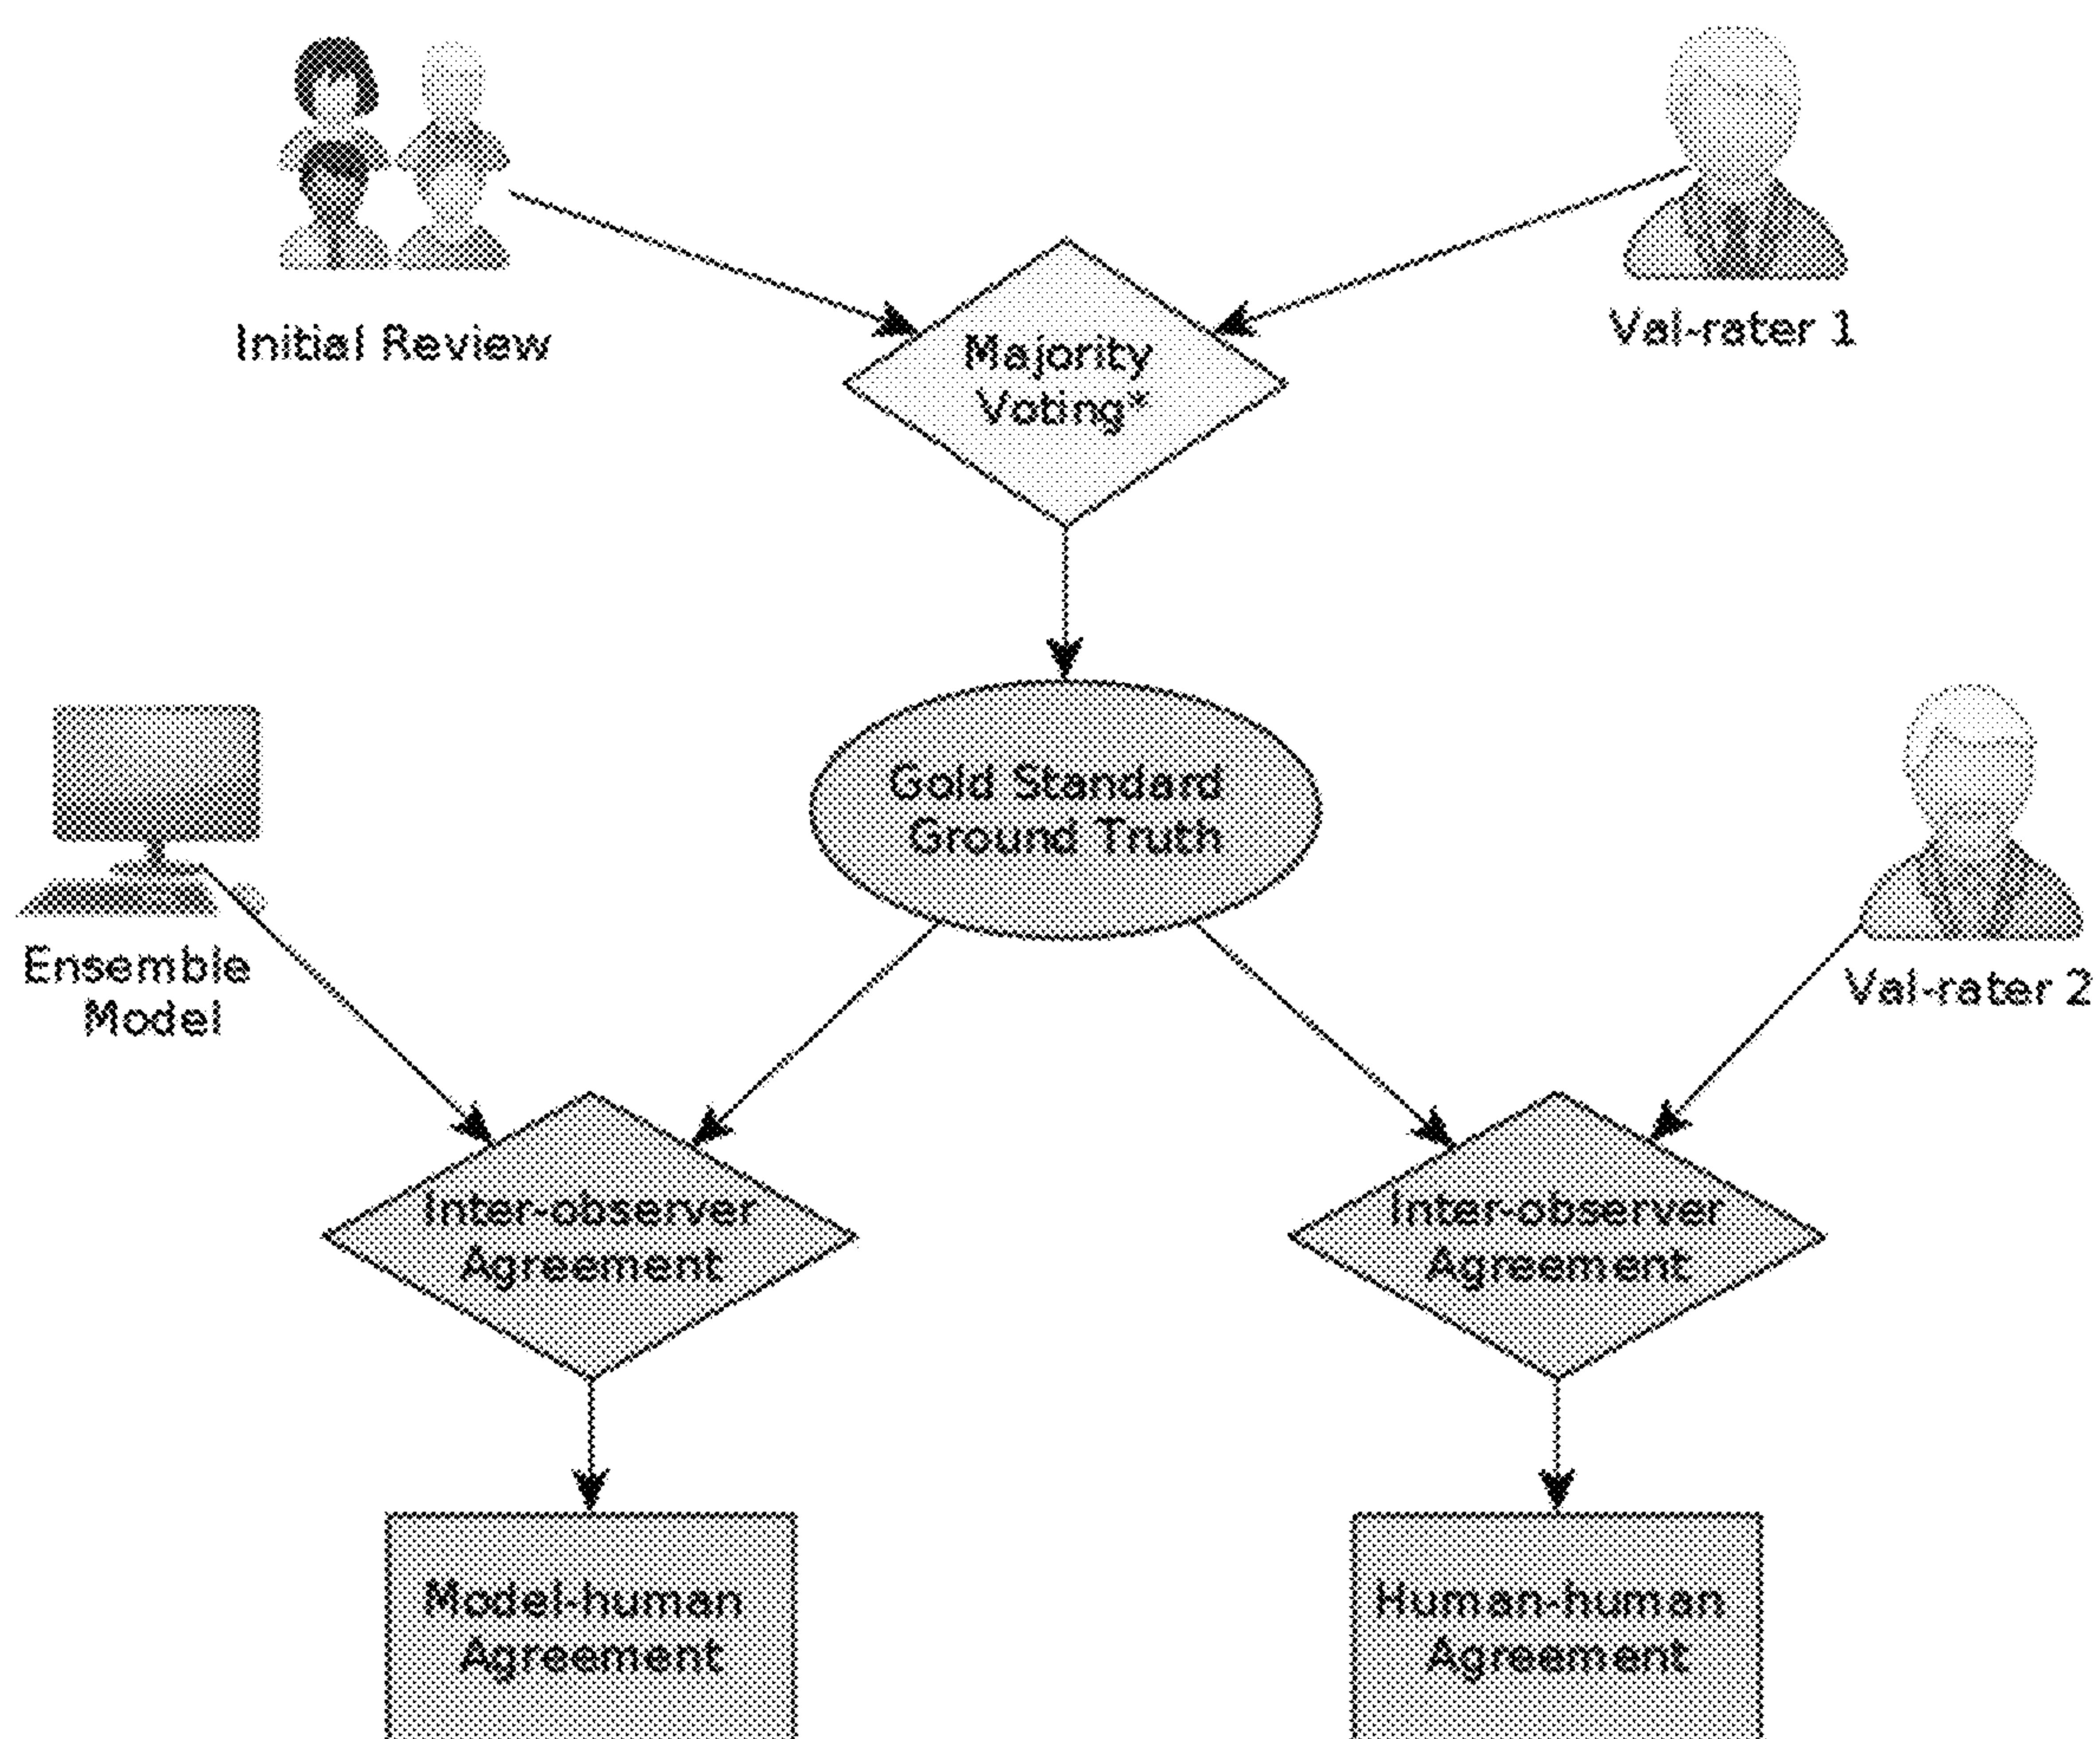 Initial Review
Val-rater 1
Majority
Voting*
Gold Standard
Ground Truth
Ensemble
Model
Val-rater 2
Inter-observer
Agreement
Inter-observer
Agreement
Model-human
Agreement
Human-human
Agreement